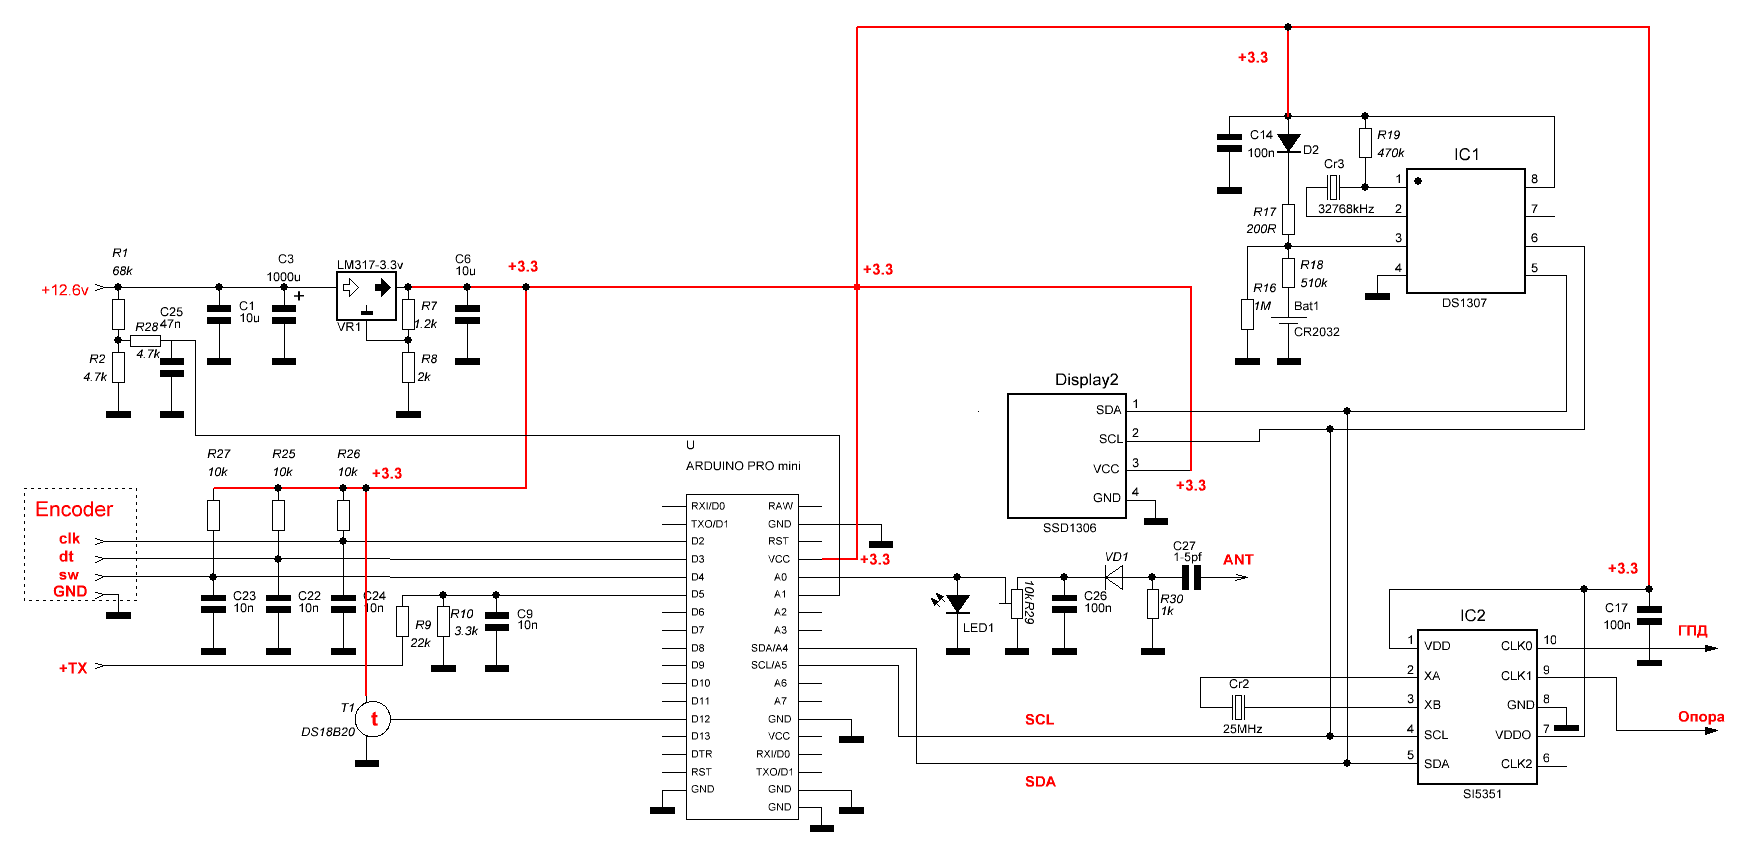 +3.3
C14
100n
D2
R19
470k
Cr3
32768kHz
IC1
1
2
3
4
8
7
6
5
DS1307
R17
200R
R18
510k
R16
1M
Bat1
CR2032
R1
68k
+12.6v
C3
1000u
+
LM317-3.3v
VR1
C6
10u
+3.3
+3.3
C1
10u
C25
47n
R28
4.7k
R2
4.7k
R7
1.2k
R8
2k
Display2
SDA 1
SCL 2
VCC 3
GND 4
SSD1306
+3.3
R27
10k
R25
10k
R26
10k
+3.3
Encoder
clk
dt
sw
GND
C23
10n
C22
10n
C24
10n
R9
22k
R10
3.3k
C9
10n
+TX
T1
DS18B20
t
U
ARDUINO PRO mini
RXI/D0 RAW
TXO/D1 GND
D2 RST
D3 VCC
D4 A0
D5 A1
D6 A2
D7 A3
D8 SDA/A4
D9 SCL/A5
D10 A6
D11 A7
D12 GND
D13 VCC
DTR RXI/D0
RST TXO/D1
GND GND
GND
+3.3
LED1
10kR29
C26
100n
VD1
C27
1-5pf
ANT
R30
1k
SCL
SDA
+3.3
C17
100n
IC2
1 VDD CLK0 10
2 XA CLK1 9
3 XB GND 8
4 SCL VDDO 7
5 SDA CLK2 6
SI5351
Cr2
25MHz
ГПД
Опора